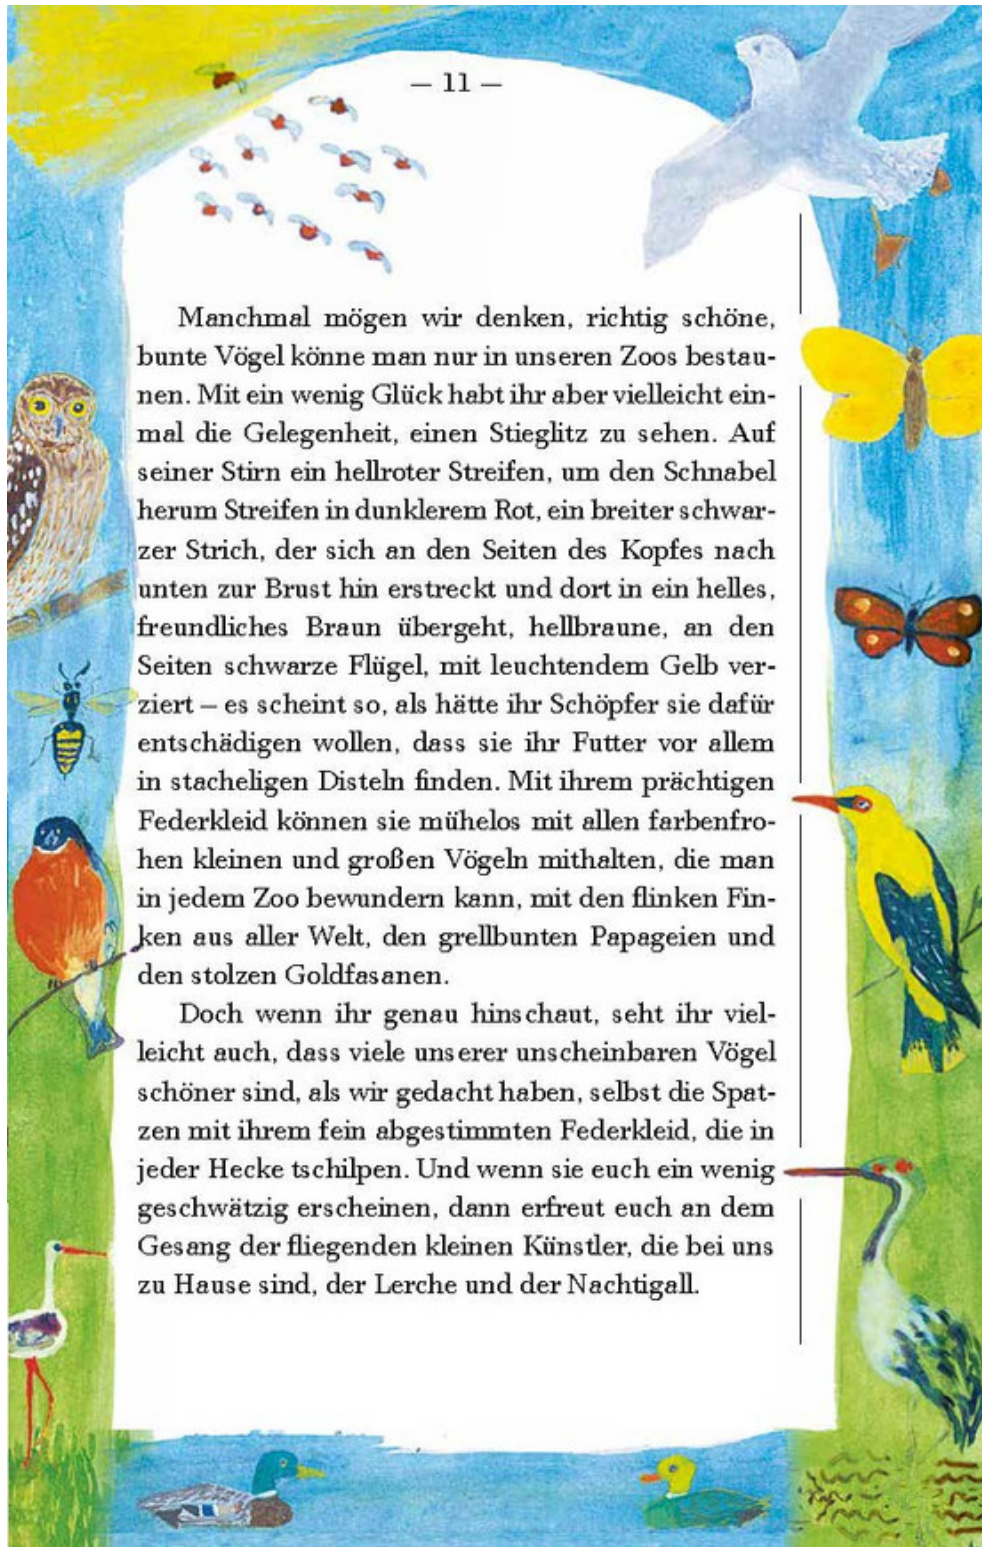 – 11 –
Manchmal mögen wir denken, richtig schöne,
bunte Vögel könne man nur in unseren Zoos bestau-
nen. Mit ein wenig Glück habt ihr aber vielleicht ein-
mal die Gelegenheit, einen Stieglitz zu sehen. Auf
seiner Stirn ein hellroter Streifen, um den Schnabel
herum Streifen in dunklerem Rot, ein breiter schwar-
zer Strich, der sich an den Seiten des Kopfes nach
unten zur Brust hin erstreckt und dort in ein helles,
freundliches Braun übergeht, hellbraune, an den
Seiten schwarze Flügel, mit leuchtendem Gelb ver-
ziert – es scheint so, als hätte ihr Schöpfer sie dafür
entschädigen wollen, dass sie ihr Futter vor allem
in stacheligen Disteln finden. Mit ihrem prächtigen
Federkleid können sie mühelos mit allen farbenfro-
hen kleinen und großen Vögeln mithalten, die man
in jedem Zoo bewundern kann, mit den flinken Fin-
ken aus aller Welt, den grellbunten Papageien und
den stolzen Goldfasanen.
Doch wenn ihr genau hinschaut, seht ihr viel-
leicht auch, dass viele unserer unscheinbaren Vögel
schöner sind, als wir gedacht haben, selbst die Spat-
zen mit ihrem fein abgestimmten Federkleid, die in
jeder Hecke tschilpen. Und wenn sie euch ein wenig
geschwätzig erscheinen, dann erfreut euch an dem
Gesang der fliegenden kleinen Künstler, die bei uns
zu Hause sind, der Lerche und der Nachtigall.